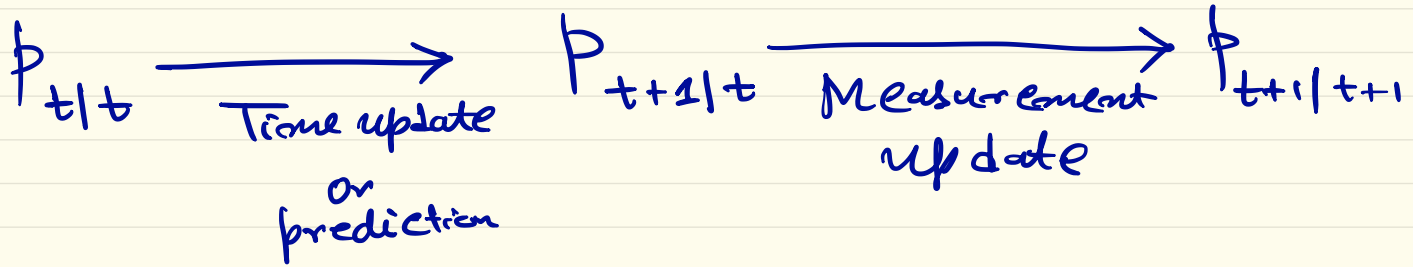 p t/t → p t+1/t → p t+1/t+1
Time update Measurement
or update
prediction